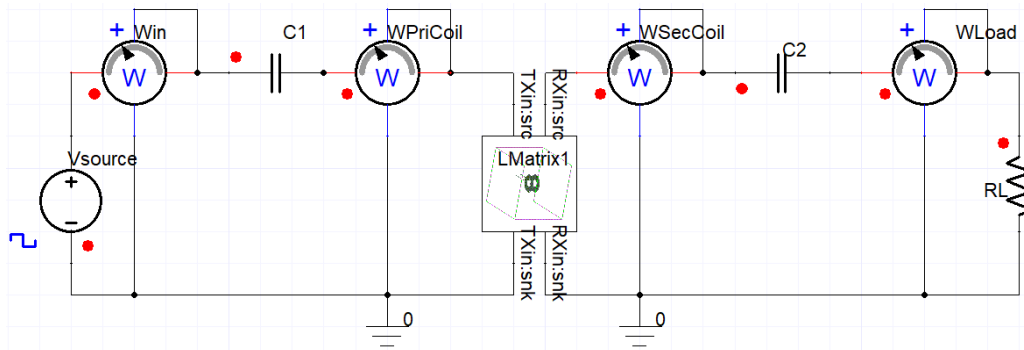 + Win
C1
+ WPriCoil
+ WSecCoil
C2
+ WLoad
W
W
W
W
TXin:src
RXin:src
Vsource
+
−
LMatrix1
RL
TXin:snk
RXin:snk
0
0